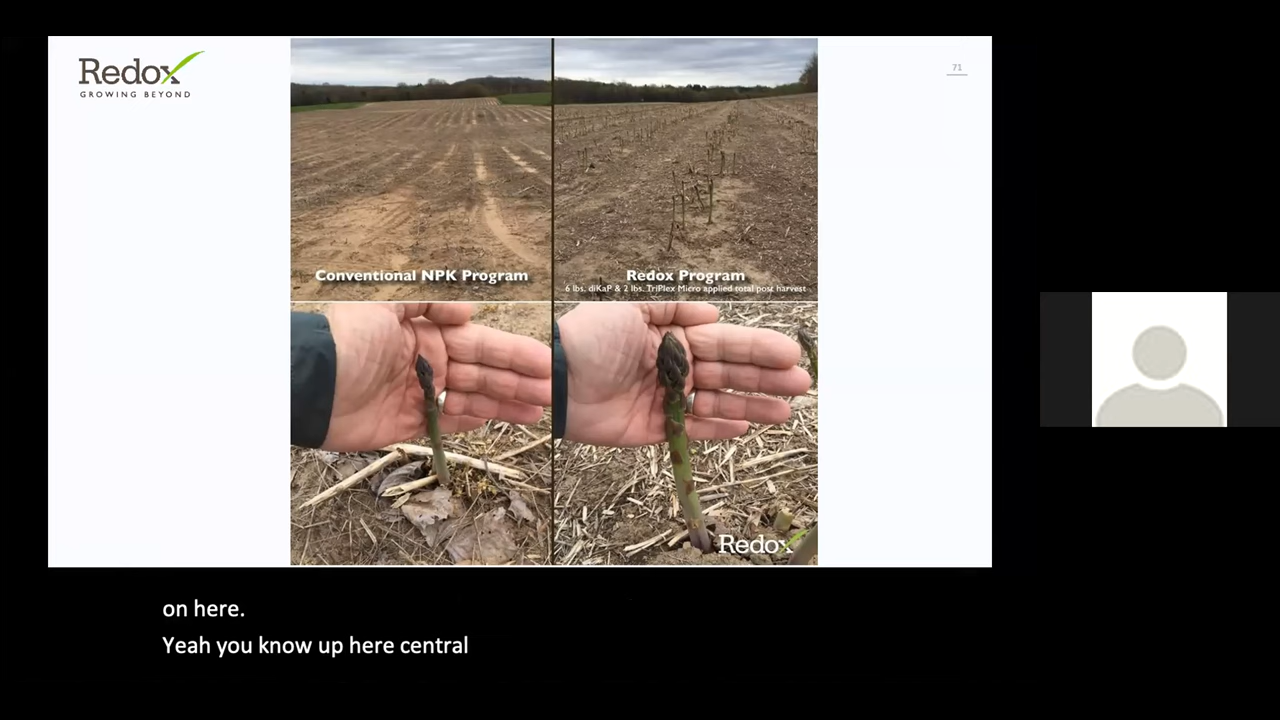 Redox
GROWING BEYOND
71
Conventional NPK Program
Redox Program
6 lbs. diKaP & 2 lbs. TriPlex Micro applied total post harvest
Redox
on here.
Yeah you know up here central